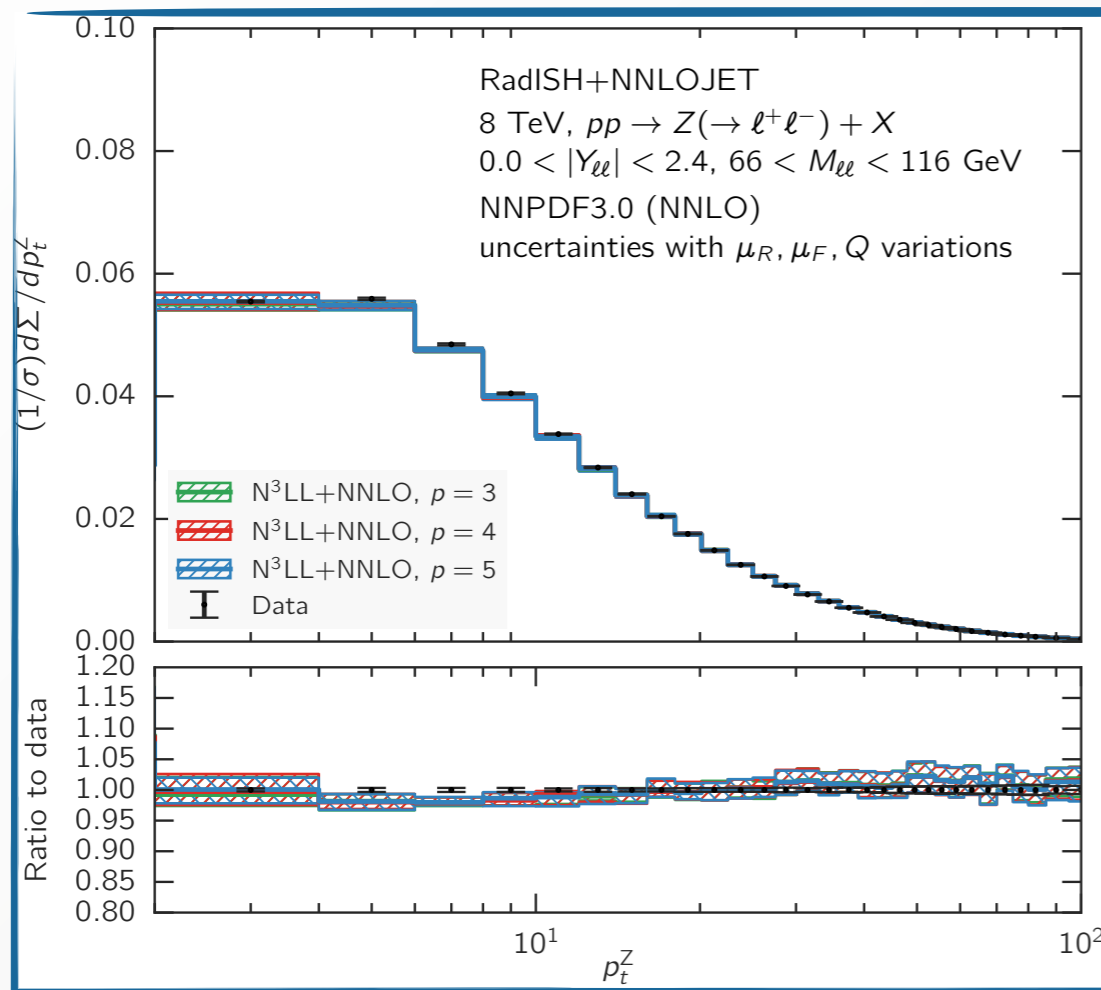 0.10
0.08
0.06
0.04
0.02
0.00
(1/σ)dΣ/dp_t^Z
RadISH+NNLOJET
8 TeV, pp → Z(→ ℓ⁺ℓ⁻) + X
0.0 < |Y_ℓℓ| < 2.4, 66 < M_ℓℓ < 116 GeV
NNPDF3.0 (NNLO)
uncertainties with μ_R, μ_F, Q variations
N³LL+NNLO, p = 3
N³LL+NNLO, p = 4
N³LL+NNLO, p = 5
Data
1.20
1.15
1.10
1.05
1.00
0.95
0.90
0.85
0.80
Ratio to data
10¹
10²
p_t^Z